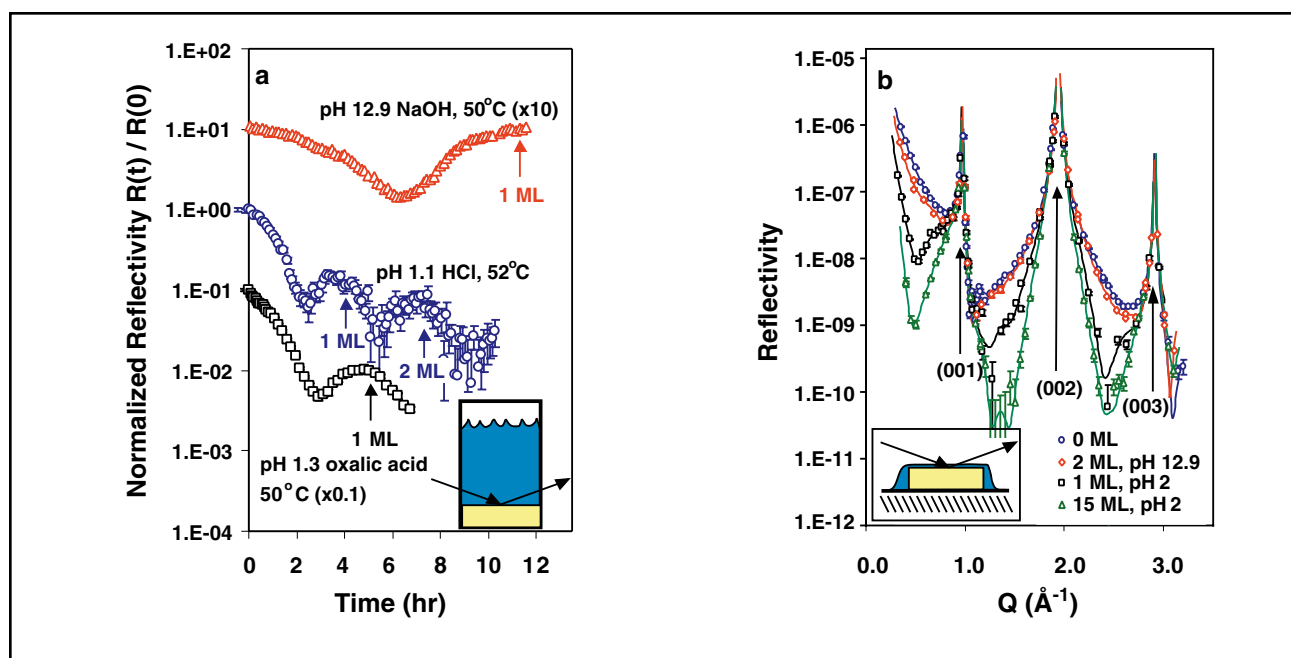 a
1.E+02
1.E+01
1.E+00
1.E-01
1.E-02
1.E-03
1.E-04
Normalized Reflectivity R(t) / R(0)
pH 12.9 NaOH, 50°C (x10)
1 ML
pH 1.1 HCl, 52°C
1 ML
2 ML
1 ML
pH 1.3 oxalic acid
50°C (x0.1)
0 2 4 6 8 10 12
Time (hr)
b
1.E-05
1.E-06
1.E-07
1.E-08
1.E-09
1.E-10
1.E-11
1.E-12
Reflectivity
(001)
(002)
(003)
0 ML
2 ML, pH 12.9
1 ML, pH 2
15 ML, pH 2
0.0 1.0 2.0 3.0
Q (Å-1)